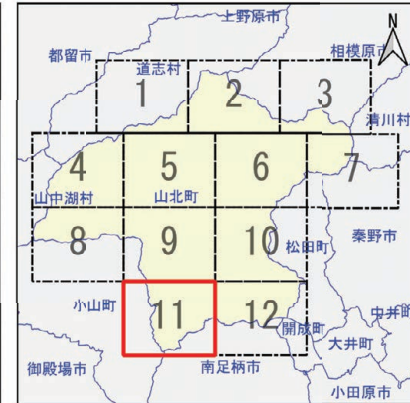 上野原市
N
都留市
相模原市
道志村
1
2
3
清川村
4
5
6
7
山中湖村
山北町
8
9
10
松田町
秦野市
小山町
11
12
開成町
中井町
大井町
御殿場市
南足柄市
小田原市